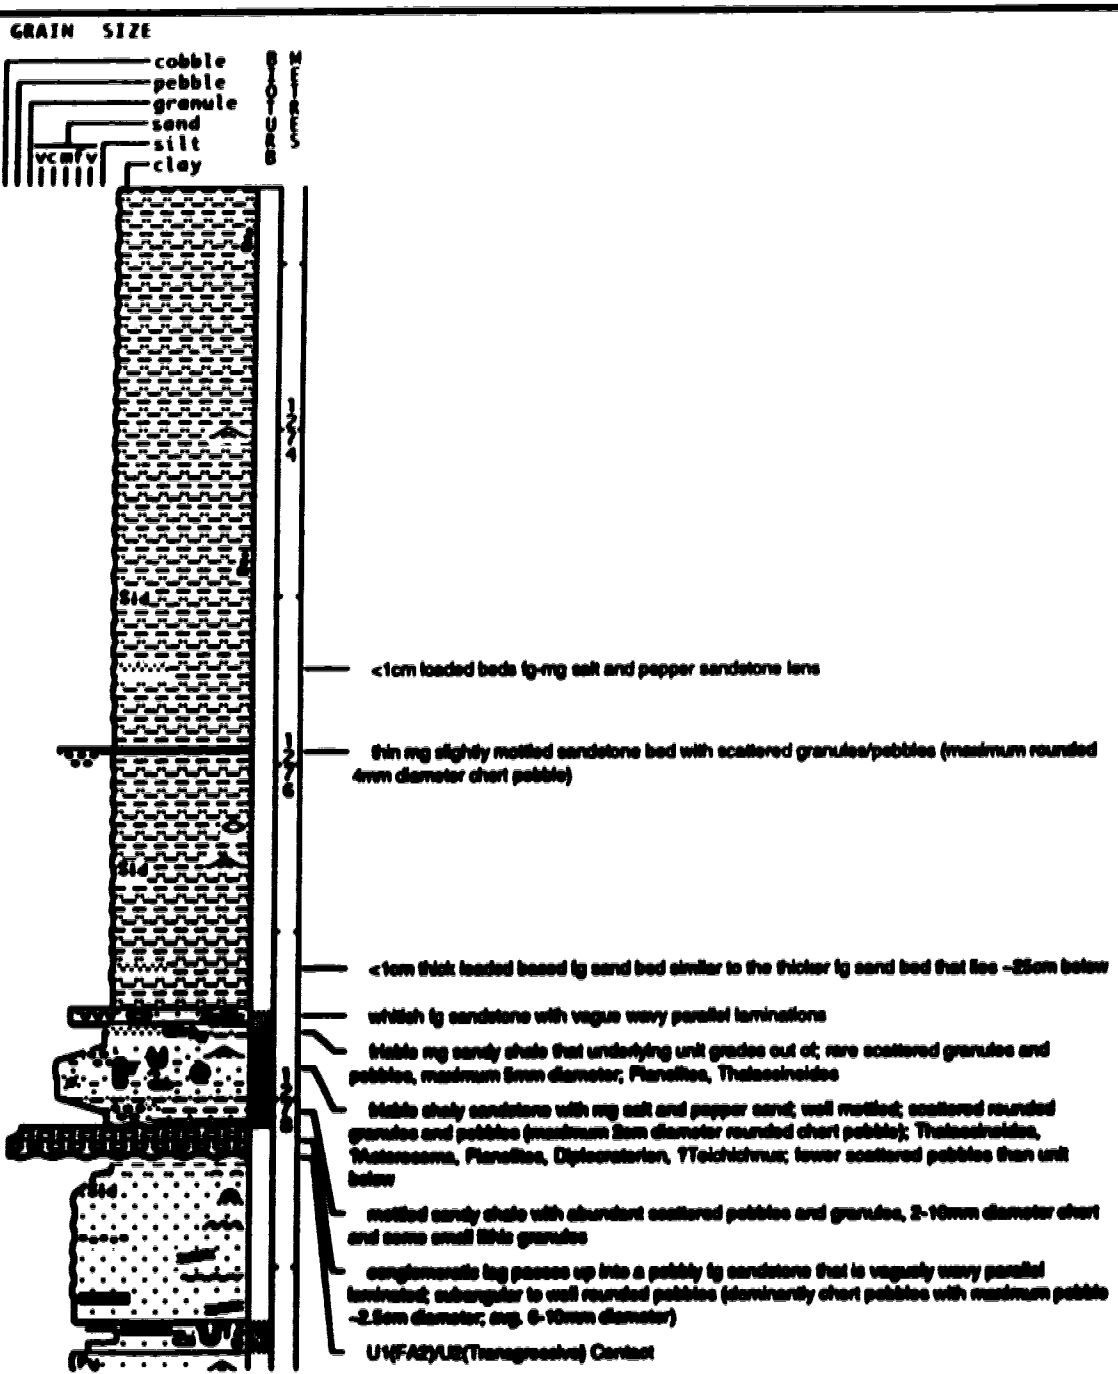 GRAIN SIZE
cobble
pebble
granule
sand
silt
vcmfv
clay
BIOTURB
METRES
1274
Sid
<1cm loaded beds fg-mg salt and pepper sandstone lens
1276
thin mg slightly mottled sandstone bed with scattered granules/pebbles (maximum rounded
4mm diameter chert pebble)
Sid
<1cm thick loaded based fg sand bed similar to the thicker fg sand bed that lies ~25cm below
whitish fg sandstone with vague wavy parallel laminations
friable mg sandy shale that underlying unit grades out of; rare scattered granules and
pebbles, maximum 5mm diameter; Planolites, Thalassinoides
1278
friable shaly sandstone with mg salt and pepper sand; well mottled; scattered rounded
granules and pebbles (maximum 2cm diameter rounded chert pebble); Thalassinoides,
?Asterosoma, Planolites, Diplocraterion, ?Teichichnus; fewer scattered pebbles than unit
below
Sid
mottled sandy shale with abundant scattered pebbles and granules, 2-10mm diameter chert
and some small lithic granules
conglomeratic lag passes up into a pebbly fg sandstone that is vaguely wavy parallel
laminated; subangular to well rounded pebbles (dominantly chert pebbles with maximum pebble
~2.5cm diameter; avg. 6-10mm diameter)
U1(FA2)/U2(Transgressive) Contact
Py